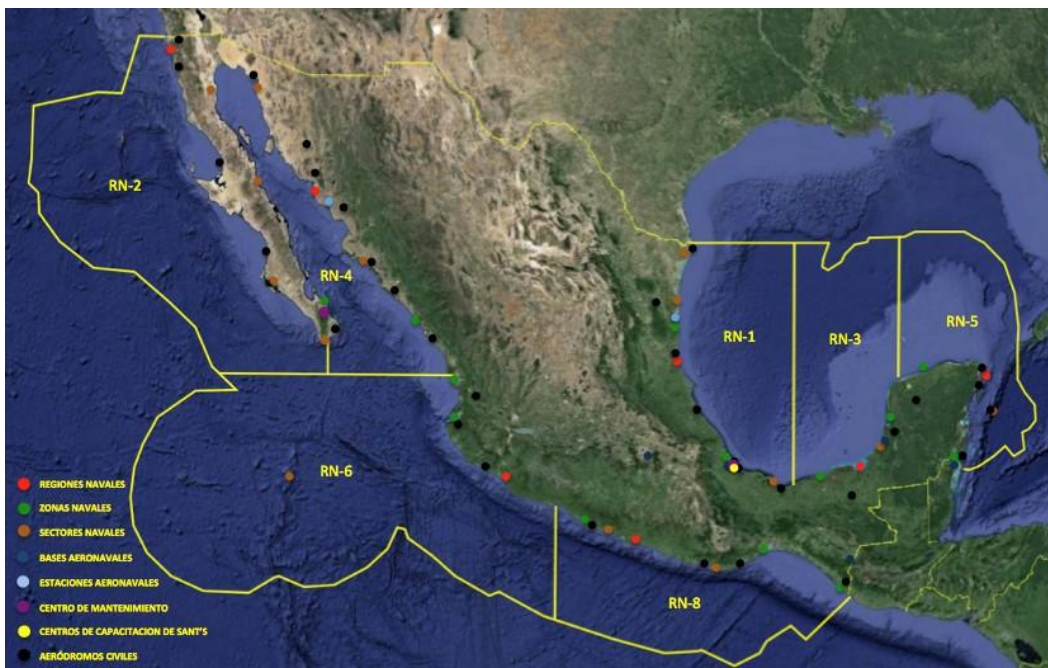 RN-2
RN-4
RN-1
RN-3
RN-5
RN-6
RN-8
REGIONES NAVALES
ZONAS NAVALES
SECTORES NAVALES
BASES AERONAVALES
ESTACIONES AERONAVALES
CENTRO DE MANTENIMIENTO
CENTROS DE CAPACITACION DE SANT'S
AERÓDROMOS CIVILES